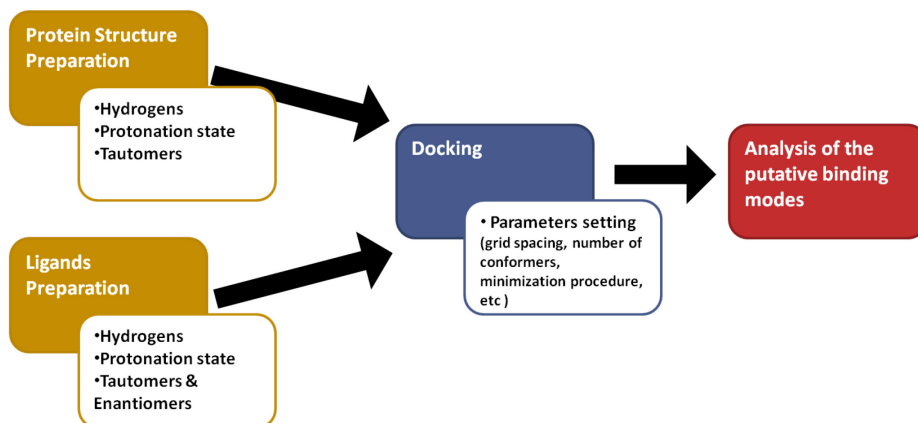 Protein Structure
Preparation
•Hydrogens
•Protonation state
•Tautomers
Ligands
Preparation
•Hydrogens
•Protonation state
•Tautomers &
Enantiomers
Docking
• Parameters setting
(grid spacing, number of
conformers,
minimization procedure,
etc )
Analysis of the
putative binding
modes